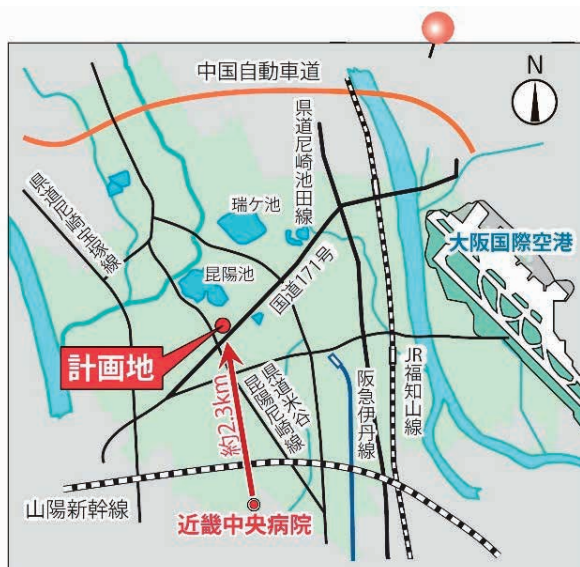 中国自動車道
N
県道尼崎池田線
県道尼崎宝塚線
瑞ケ池
大阪国際空港
昆陽池
国道171号
計画地
JR福知山線
阪急伊丹線
県道米谷
昆陽尼崎線
約2.3km
山陽新幹線
近畿中央病院